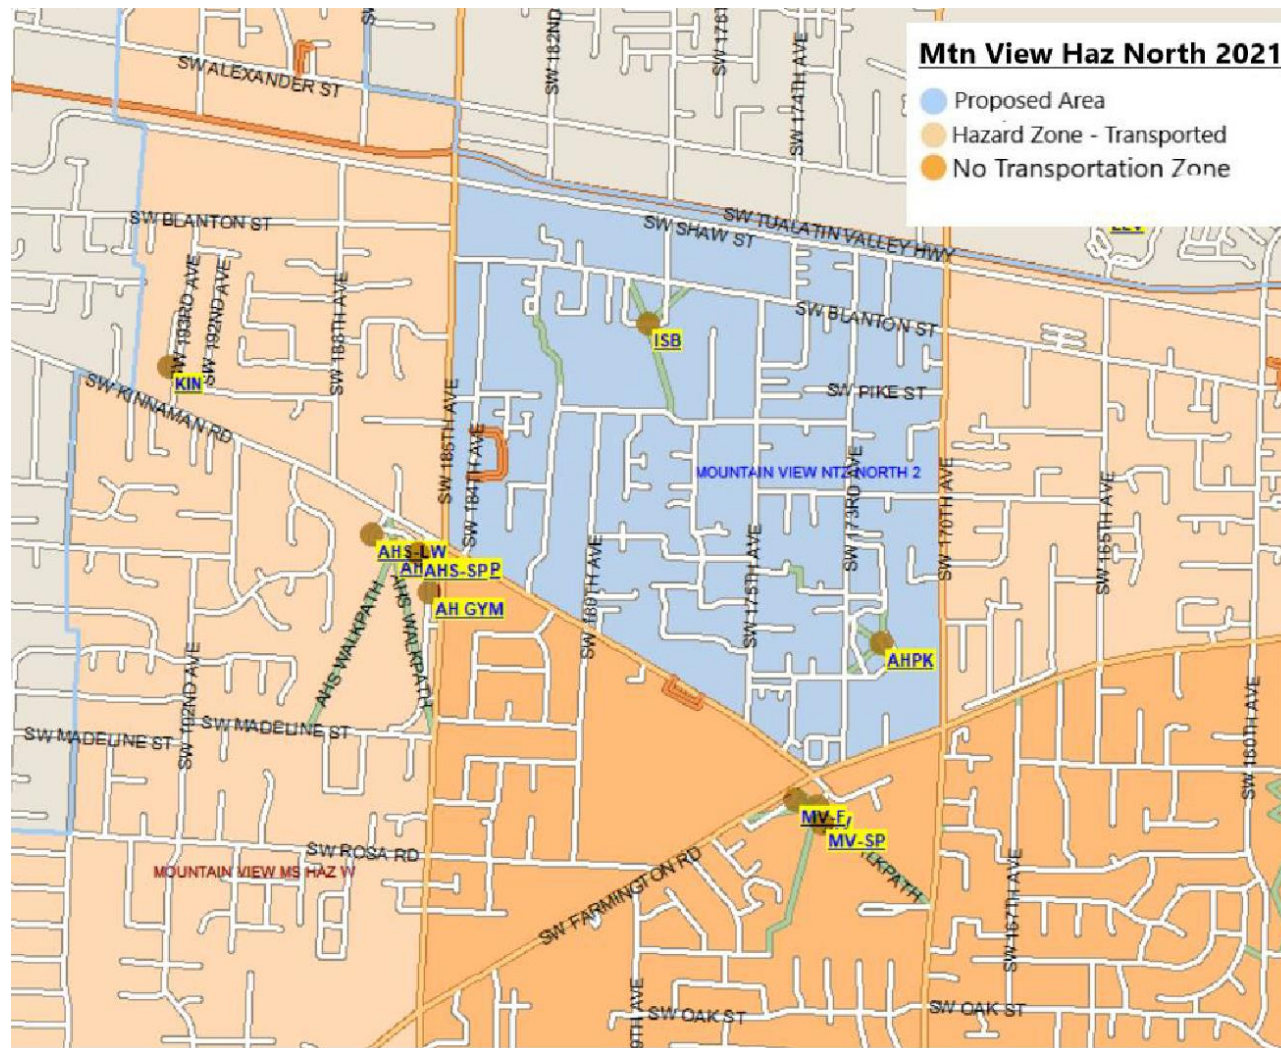 Mtn View Haz North 2021
Proposed Area
Hazard Zone - Transported
No Transportation Zone
SW ALEXANDER ST
SW 182ND
SW 178T
SW 174TH AVE
SW BLANTON ST
SW SHAW ST
SW TUALATIN VALLEY HWY
SW 193RD AVE
SW 192ND AVE
SW 188TH AVE
SW BLANTON ST
ISB
KIN
SW KINNAMAN RD
SW PIKE ST
SW 185TH AVE
SW 184TH AVE
MOUNTAIN VIEW NTZ NORTH 2
SW 173RD AVE
SW 170TH AVE
SW 165TH AVE
AHS-LW
AHS-SP
AH GYM
SW 180TH AVE
SW 175TH AVE
AHPK
AHS WALKPATH
AHS WALKPATH
SW 192ND AVE
SW MADELINE ST
SW MADELINE ST
SW 160TH AVE
MV-F
MV-SP
LKPATH
SW ROSA RD
MOUNTAIN VIEW MS HAZ W
SW FARMINGTON RD
SW 167TH AVE
9TH AVE
SW OAK ST
SW OAK ST